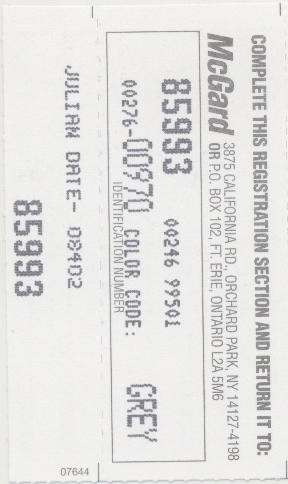 COMPLETE THIS REGISTRATION SECTION AND RETURN IT TO:
McGard 3875 CALIFORNIA RD., ORCHARD PARK, NY 14127-4198
OR P.O. BOX 102, FT. ERIE, ONTARIO L2A 5M6
85993 00246 99501
00276-00970 COLOR CODE: GREY
IDENTIFICATION NUMBER
JULIAN DATE- 08402
85993
07644